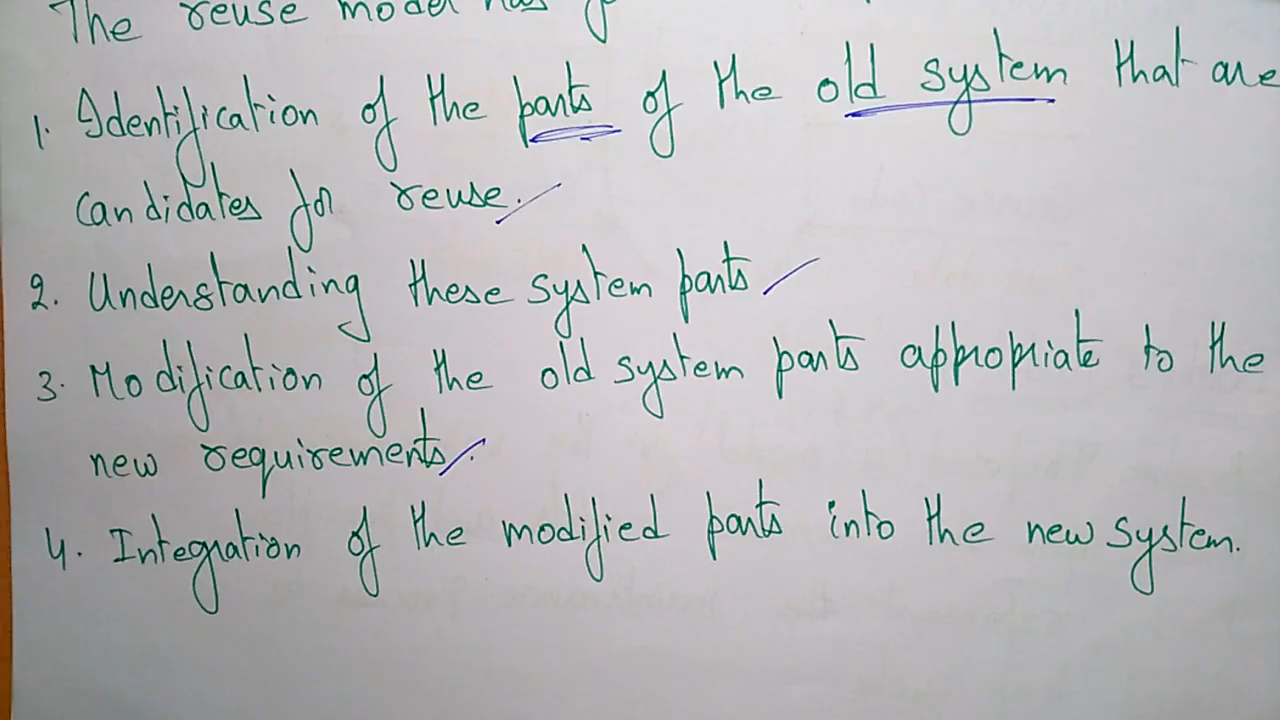 The reuse model has
1. Identification of the parts of the old system that are
candidates for reuse.
2. Understanding these system parts
3. Modification of the old system parts appropriate to the
new requirements.
4. Integration of the modified parts into the new system.